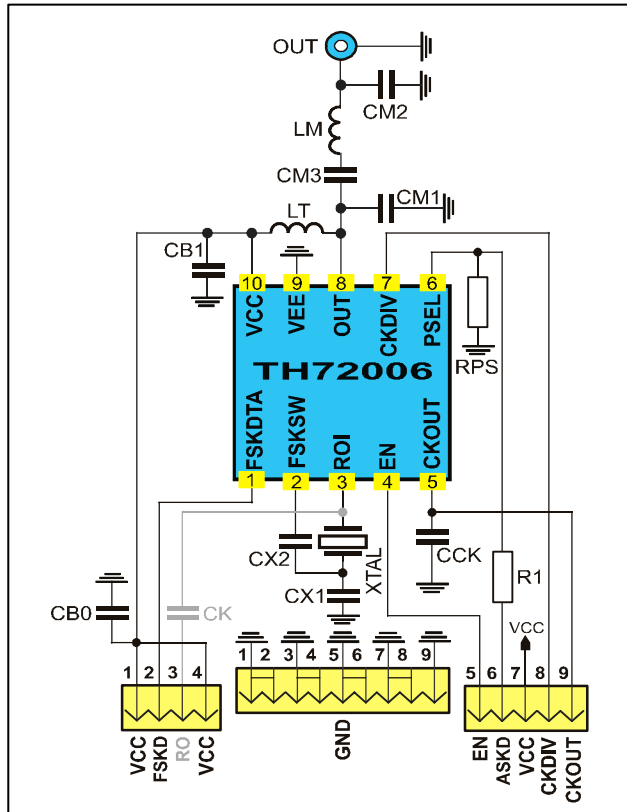 OUT
CM2
LM
CM3
CM1
LT
CB1
10 9 8 7 6
VCC VEE OUT CKDIV PSEL
RPS
TH72006
FSKDTA FSKSW ROI EN CKOUT
1 2 3 4 5
CX2
XTAL
CCK
R1
CX1
CB0
CK
VCC
1 2 3 4
1 2 3 4 5 6 7 8 9
5 6 7 8 9
VCC FSKD RO VCC
GND
EN ASKD VCC CKDIV CKOUT